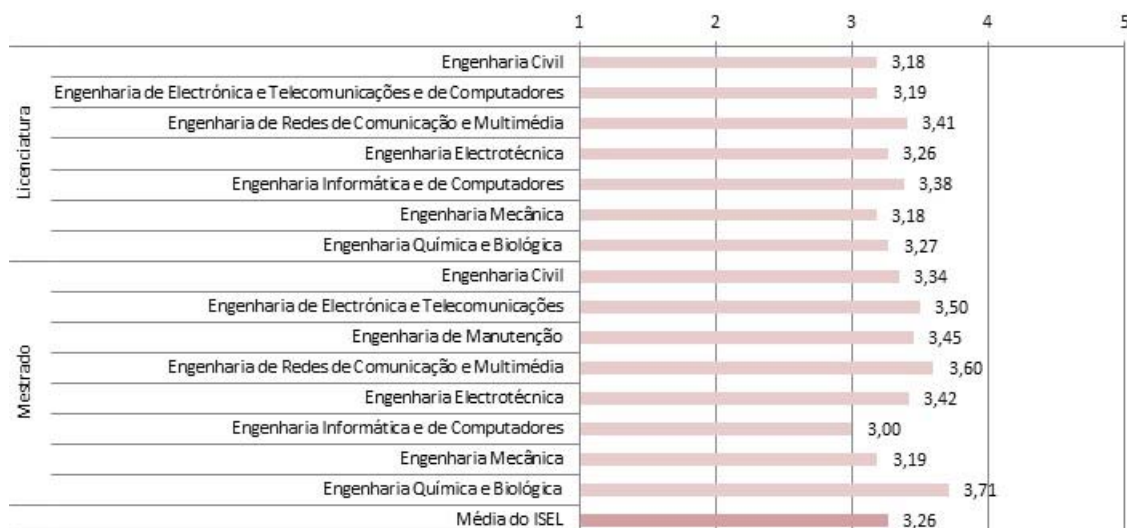 1 2 3 4 5
Licenciatura
Engenharia Civil 3,18
Engenharia de Electrónica e Telecomunicações e de Computadores 3,19
Engenharia de Redes de Comunicação e Multimédia 3,41
Engenharia Electrotécnica 3,26
Engenharia Informática e de Computadores 3,38
Engenharia Mecânica 3,18
Engenharia Química e Biológica 3,27
Mestrado
Engenharia Civil 3,34
Engenharia de Electrónica e Telecomunicações 3,50
Engenharia de Manutenção 3,45
Engenharia de Redes de Comunicação e Multimédia 3,60
Engenharia Electrotécnica 3,42
Engenharia Informática e de Computadores 3,00
Engenharia Mecânica 3,19
Engenharia Química e Biológica 3,71
Média do ISEL 3,26